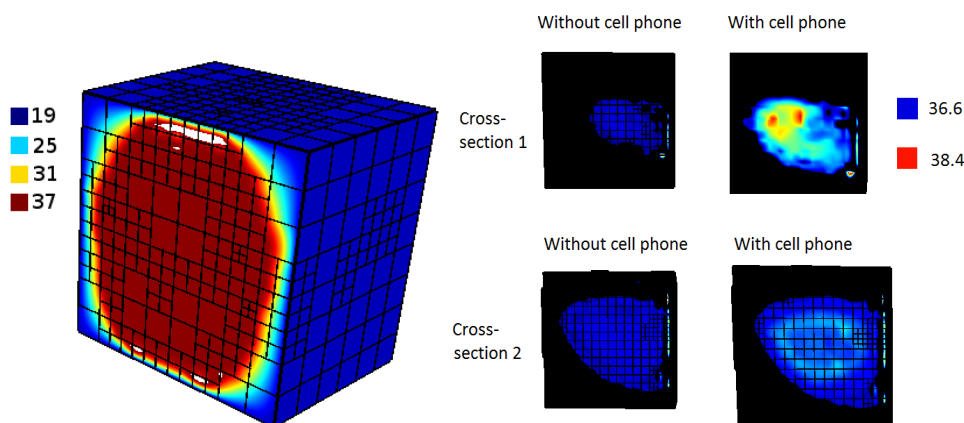 19
25
31
37
Without cell phone
With cell phone
Cross-
section 1
36.6
38.4
Without cell phone
With cell phone
Cross-
section 2